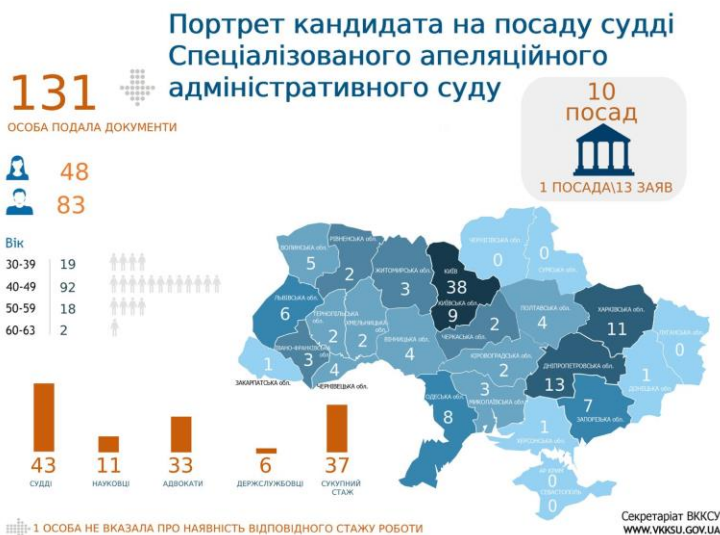 Портрет кандидата на посаду судді
Спеціалізованого апеляційного
адміністративного суду
131
ОСОБА ПОДАЛА ДОКУМЕНТИ
10
посад
1 ПОСАДА\13 ЗАЯВ
48
83
Вік
30-39 19
40-49 92
50-59 18
60-63 2
ВОЛИНСЬКА обл.
5
РІВНЕНСЬКА обл.
2
ЖИТОМИРСЬКА обл.
3
КИЇВ
38
КИЇВСЬКА обл.
9
ЧЕРНІГІВСЬКА обл.
0
СУМСЬКА обл.
0
ЛЬВІВСЬКА обл.
6
ТЕРНОПІЛЬСЬКА обл.
2
ХМЕЛЬНИЦЬКА обл.
2
ВІННИЦЬКА обл.
4
ЧЕРКАСЬКА обл.
2
ПОЛТАВСЬКА обл.
4
ХАРКІВСЬКА обл.
11
ЛУГАНСЬКА обл.
0
ІВАНО-ФРАНКІВСЬКА обл.
3
ЗАКАРПАТСЬКА обл.
1
ЧЕРНІВЕЦЬКА обл.
4
КІРОВОГРАДСЬКА обл.
2
ДНІПРОПЕТРОВСЬКА обл.
13
ДОНЕЦЬКА обл.
1
ОДЕСЬКА обл.
8
МИКОЛАЇВСЬКА обл.
3
ЗАПОРІЗЬКА обл.
7
ХЕРСОНСЬКА обл.
1
АР КРИМ
0
СЕВАСТОПОЛЬ
0
43 11 33 6 37
СУДДІ НАУКОВЦІ АДВОКАТИ ДЕРЖСЛУЖБОВЦІ СУКУПНИЙ
СТАЖ
1 ОСОБА НЕ ВКАЗАЛА ПРО НАЯВНІСТЬ ВІДПОВІДНОГО СТАЖУ РОБОТИ
Секретаріат ВККСУ
WWW.VKKSU.GOV.UA